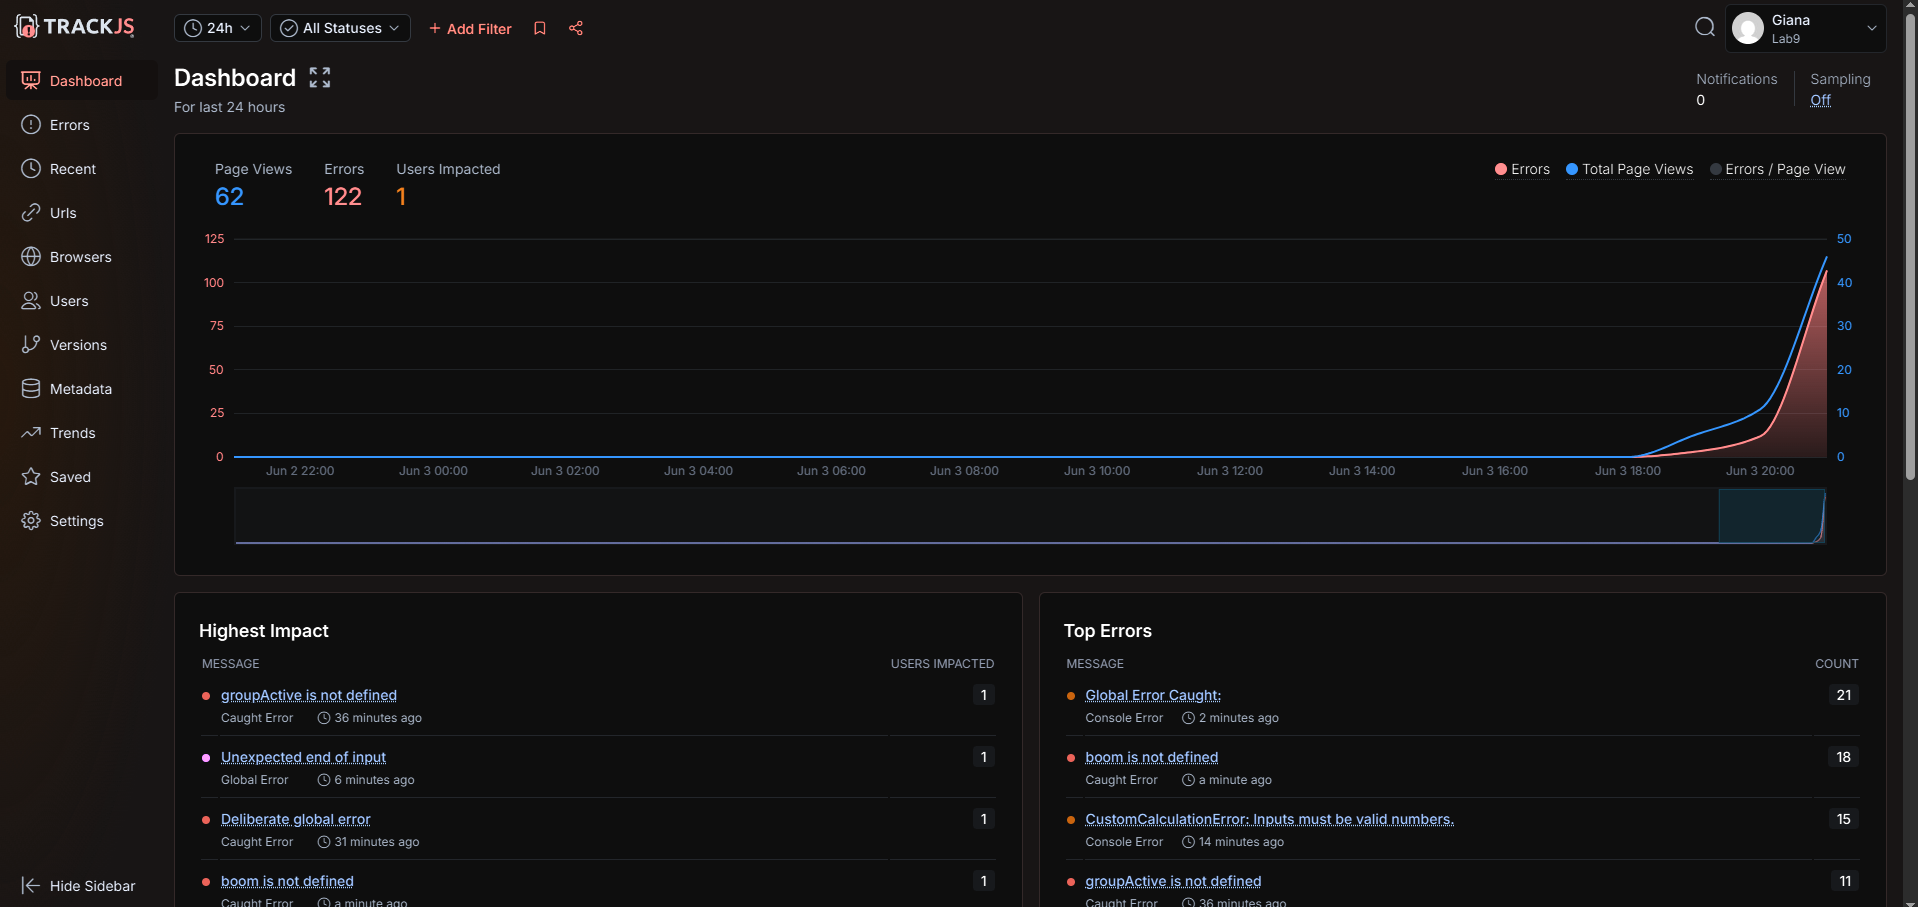 TRACKJS
24h
All Statuses
+ Add Filter
Giana
Lab9
Dashboard
Errors
Recent
Urls
Browsers
Users
Versions
Metadata
Trends
Saved
Settings
Hide Sidebar
Dashboard
For last 24 hours
Notifications
0
Sampling
Off
Page Views
62
Errors
122
Users Impacted
1
Errors
Total Page Views
Errors / Page View
125
100
75
50
25
0
50
40
30
20
10
0
Jun 2 22:00
Jun 3 00:00
Jun 3 02:00
Jun 3 04:00
Jun 3 06:00
Jun 3 08:00
Jun 3 10:00
Jun 3 12:00
Jun 3 14:00
Jun 3 16:00
Jun 3 18:00
Jun 3 20:00
Highest Impact
MESSAGE USERS IMPACTED
groupActive is not defined 1
Caught Error 36 minutes ago
Unexpected end of input 1
Global Error 6 minutes ago
Deliberate global error 1
Caught Error 31 minutes ago
boom is not defined 1
Caught Error a minute ago
Top Errors
MESSAGE COUNT
Global Error Caught: 21
Console Error 2 minutes ago
boom is not defined 18
Caught Error a minute ago
CustomCalculationError: Inputs must be valid numbers. 15
Console Error 14 minutes ago
groupActive is not defined 11
Caught Error 36 minutes ago